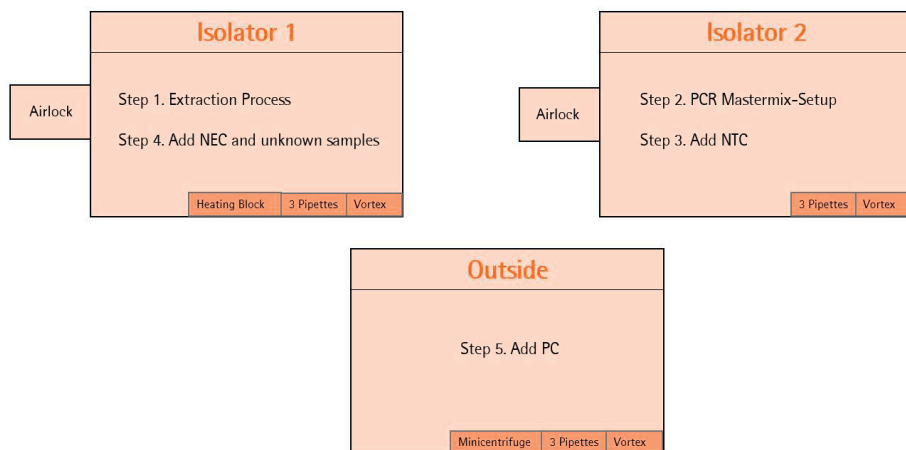 Isolator 1
Airlock
Step 1. Extraction Process
Step 4. Add NEC and unknown samples
Heating Block
3 Pipettes
Vortex
Isolator 2
Airlock
Step 2. PCR Mastermix-Setup
Step 3. Add NTC
3 Pipettes
Vortex
Outside
Step 5. Add PC
Minicentrifuge
3 Pipettes
Vortex